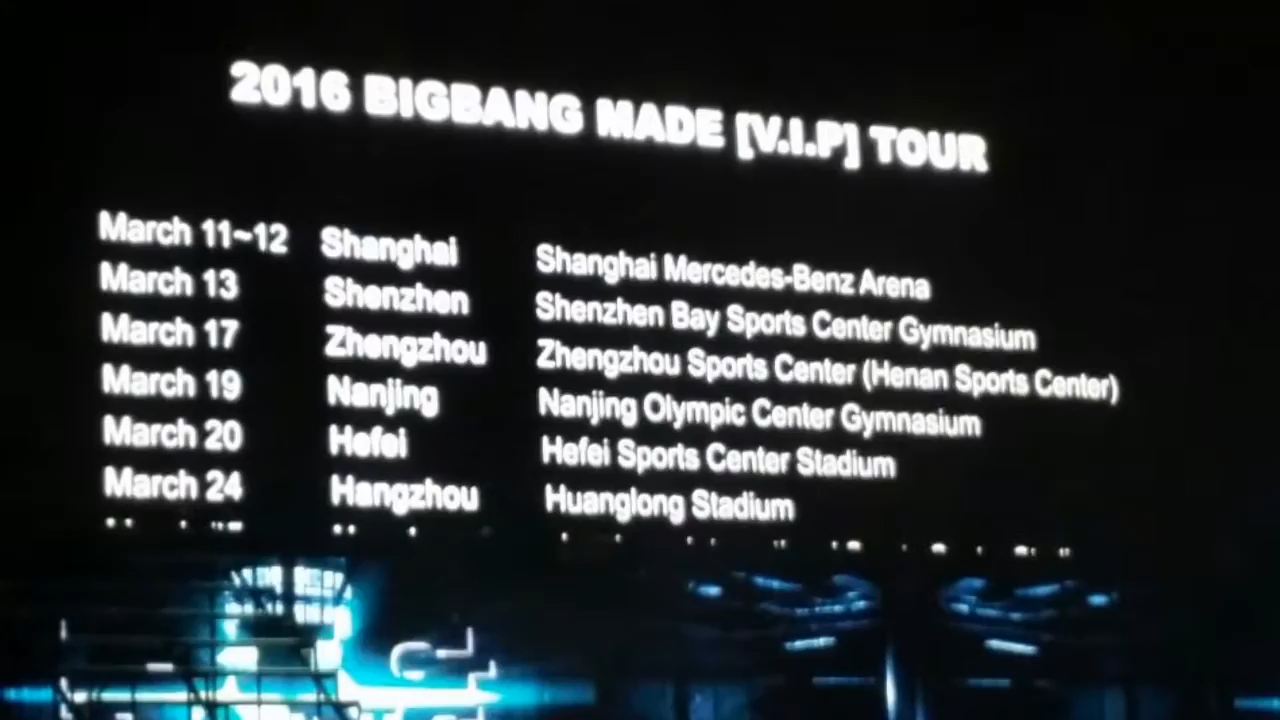 2016 BIGBANG MADE [V.I.P] TOUR
March 11~12 Shanghai Shanghai Mercedes-Benz Arena
March 13 Shenzhen Shenzhen Bay Sports Center Gymnasium
March 17 Zhengzhou Zhengzhou Sports Center (Henan Sports Center)
March 19 Nanjing Nanjing Olympic Center Gymnasium
March 20 Hefei Hefei Sports Center Stadium
March 24 Hangzhou Huanglong Stadium